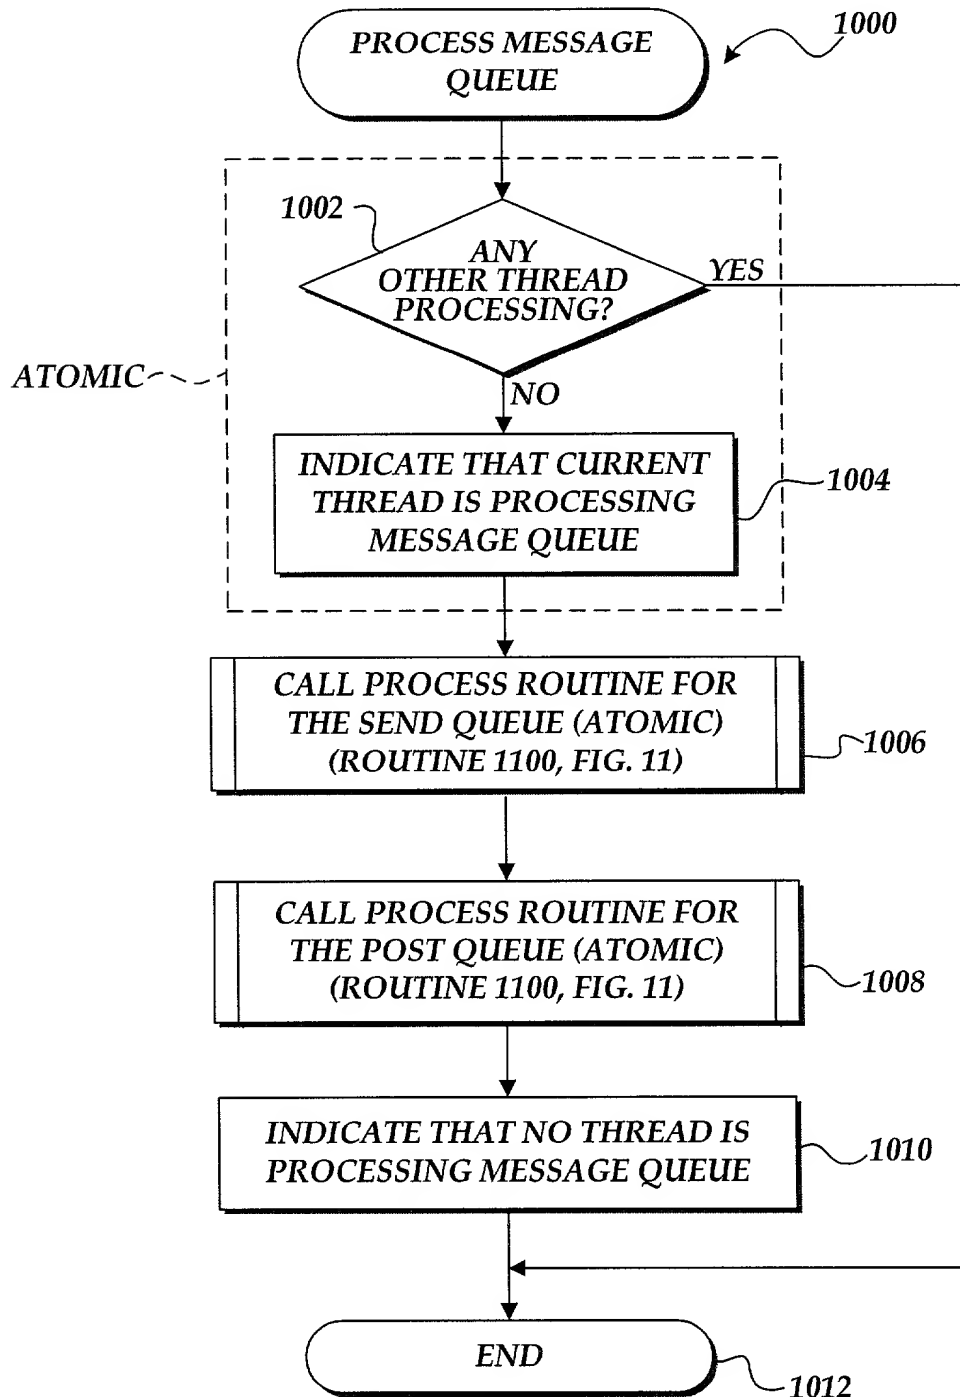 PROCESS MESSAGE
QUEUE
1000
1002
ANY
OTHER THREAD
PROCESSING?
YES
ATOMIC
NO
INDICATE THAT CURRENT
THREAD IS PROCESSING
MESSAGE QUEUE
1004
CALL PROCESS ROUTINE FOR
THE SEND QUEUE (ATOMIC)
(ROUTINE 1100, FIG. 11)
1006
CALL PROCESS ROUTINE FOR
THE POST QUEUE (ATOMIC)
(ROUTINE 1100, FIG. 11)
1008
INDICATE THAT NO THREAD IS
PROCESSING MESSAGE QUEUE
1010
END
1012